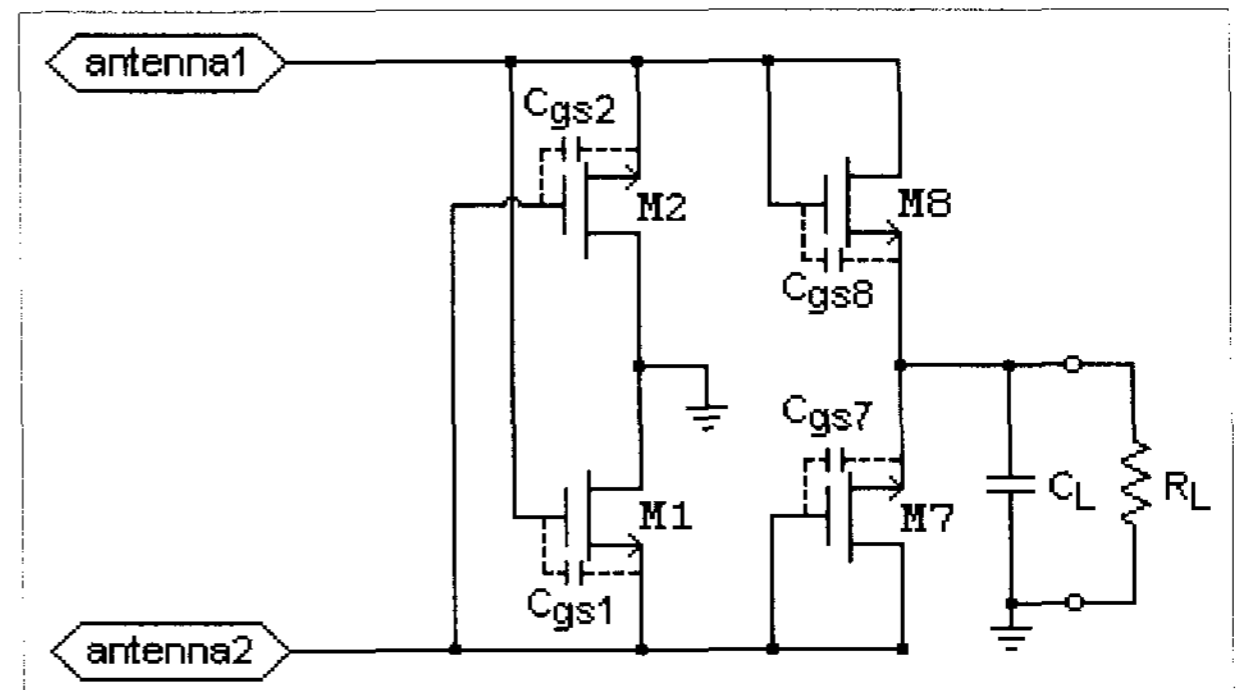 antenna1
Cgs2
M2
M8
Cgs8
Cgs7
M1
M7
CL
RL
Cgs1
antenna2